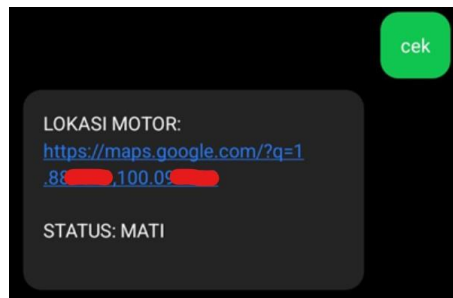 cek
LOKASI MOTOR:
https://maps.google.com/?q=1
.88 ,100.09
STATUS: MATI